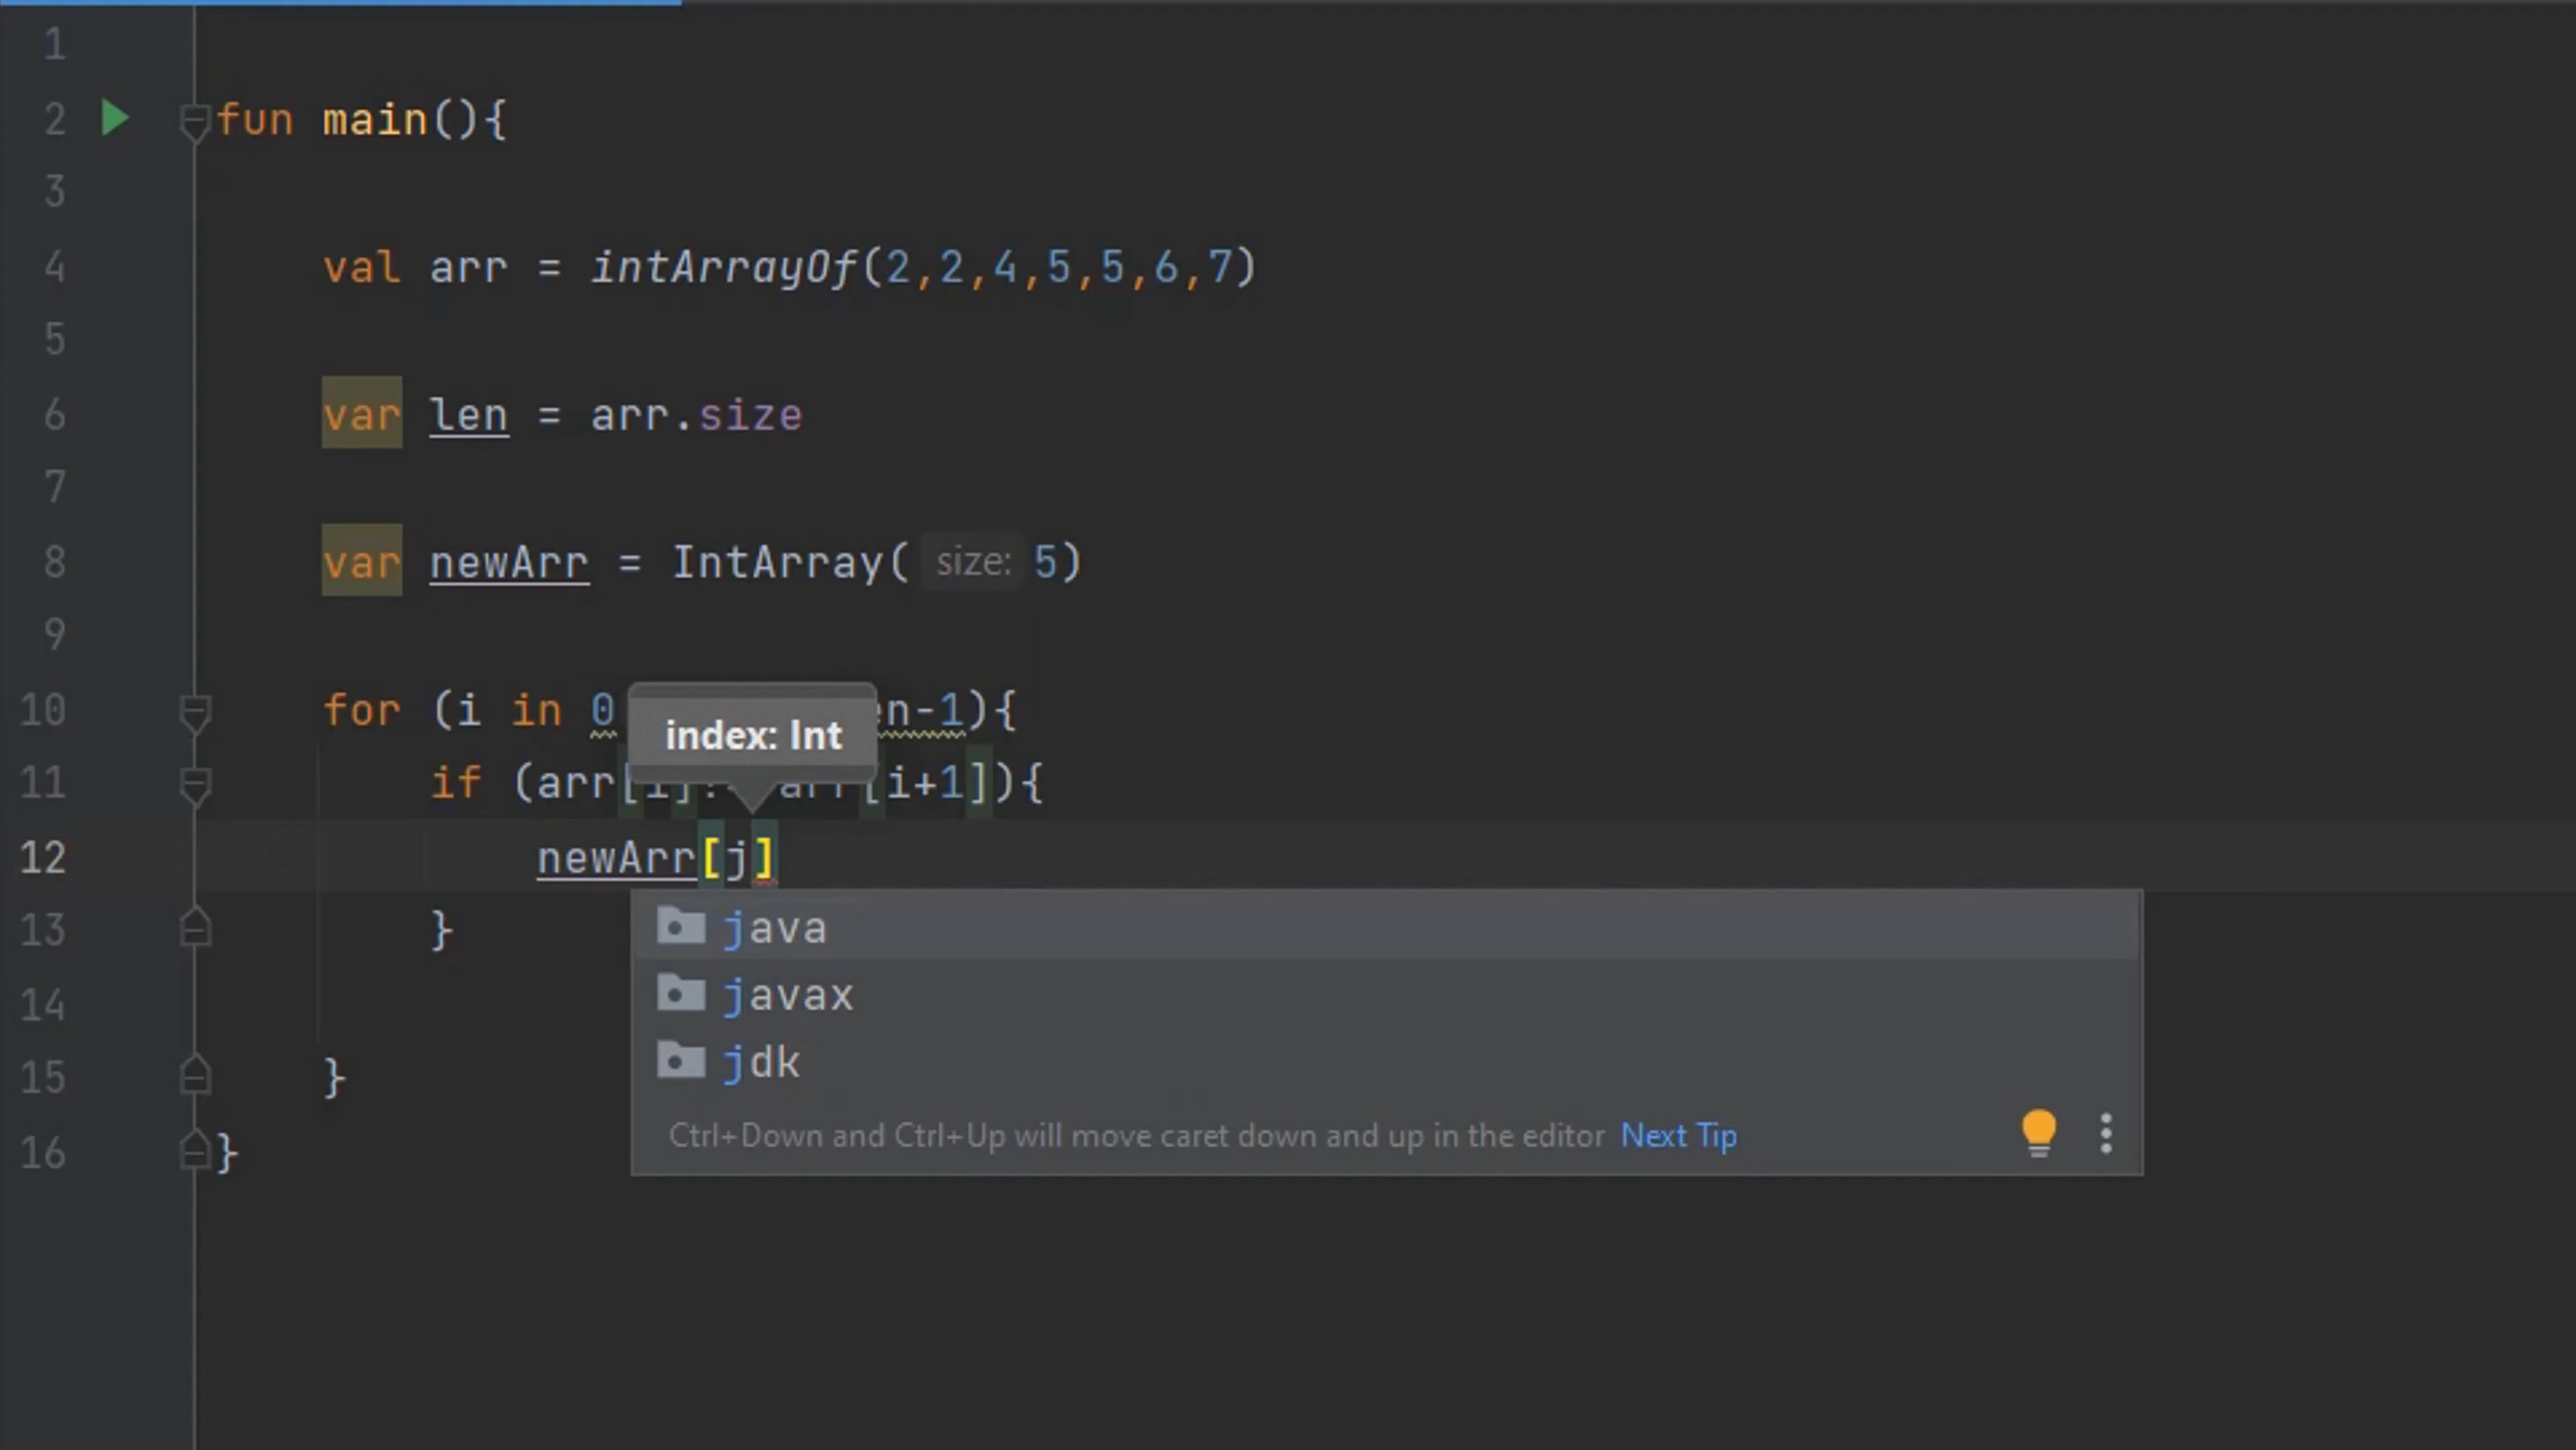 1
2 fun main(){
3
4 val arr = intArrayOf(2,2,4,5,5,6,7)
5
6 var len = arr.size
7
8 var newArr = IntArray( size: 5)
9
10 for (i in 0 en-1){
index: Int
11 if (arr[i] arr[i+1]){
12 newArr[j]
java
13 }
javax
14
jdk
15 }
Ctrl+Down and Ctrl+Up will move caret down and up in the editor Next Tip
16 }